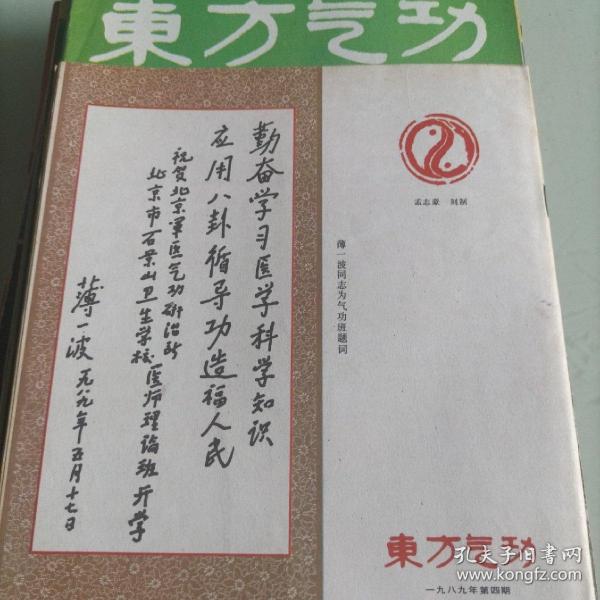 東方气功
勤奋学习医学科学知识
应用八卦循导功造福人民
祝贺北京军区气功研治所
北京市石景山卫生学校医师理论班开学
薄一波 一九八九年五月十七日
孟志豪 刻制
薄一波同志为气功班题词
東方气功
一九八九年第四期
孔夫子旧书网
www.kongfz.com